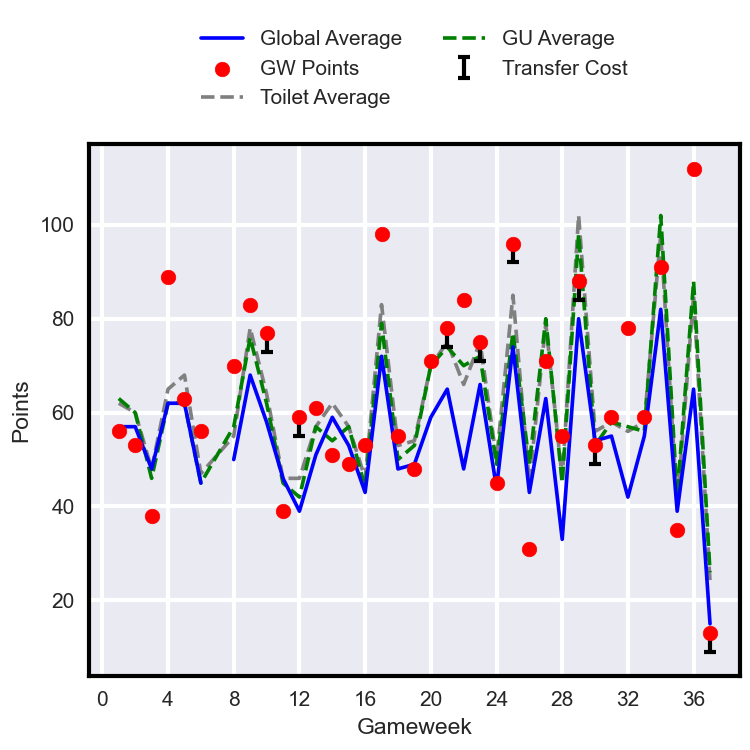 Global Average
GW Points
Toilet Average
GU Average
Transfer Cost
Points
100
80
60
40
20
0 4 8 12 16 20 24 28 32 36
Gameweek